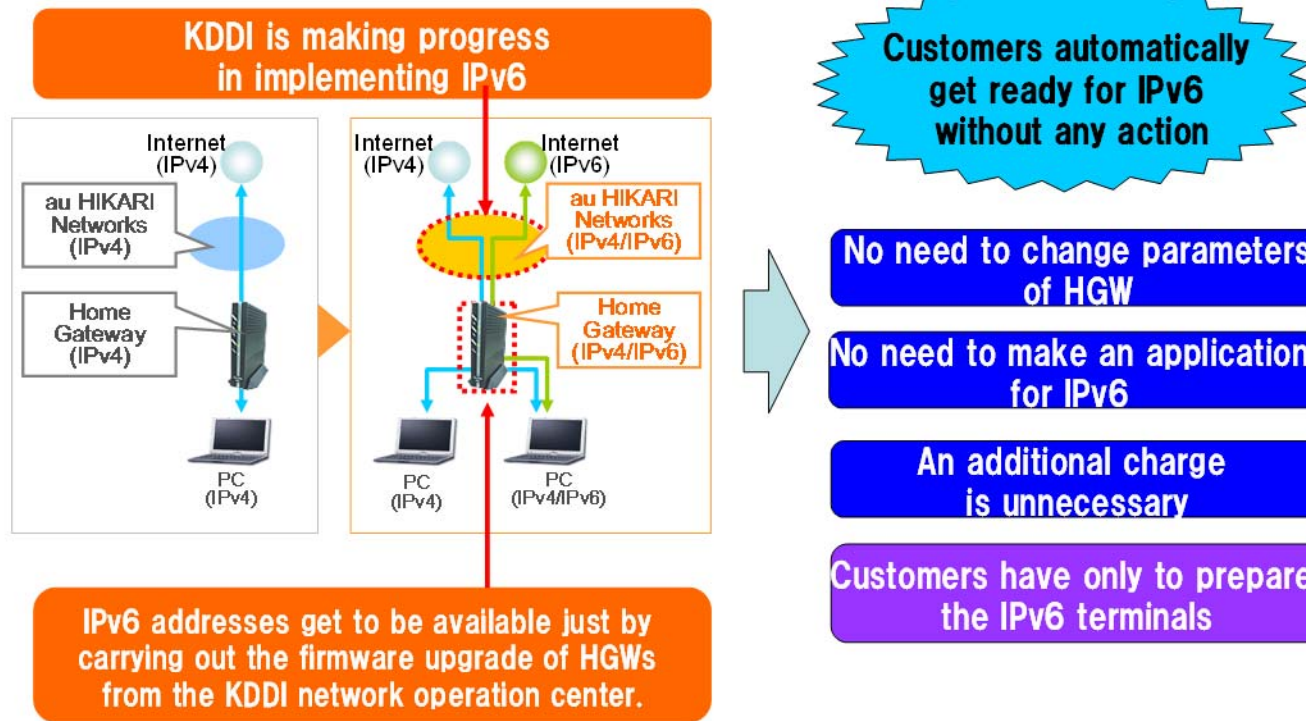 KDDI is making progress
in implementing IPv6
Internet
(IPv4)
au HIKARI
Networks
(IPv4)
Home
Gateway
(IPv4)
PC
(IPv4)
Internet
(IPv4)
Internet
(IPv6)
au HIKARI
Networks
(IPv4/IPv6)
Home
Gateway
(IPv4/IPv6)
PC
(IPv4)
PC
(IPv4/IPv6)
IPv6 addresses get to be available just by
carrying out the firmware upgrade of HGWs
from the KDDI network operation center.
Customers automatically
get ready for IPv6
without any action
No need to change parameters
of HGW
No need to make an application
for IPv6
An additional charge
is unnecessary
Customers have only to prepare
the IPv6 terminals